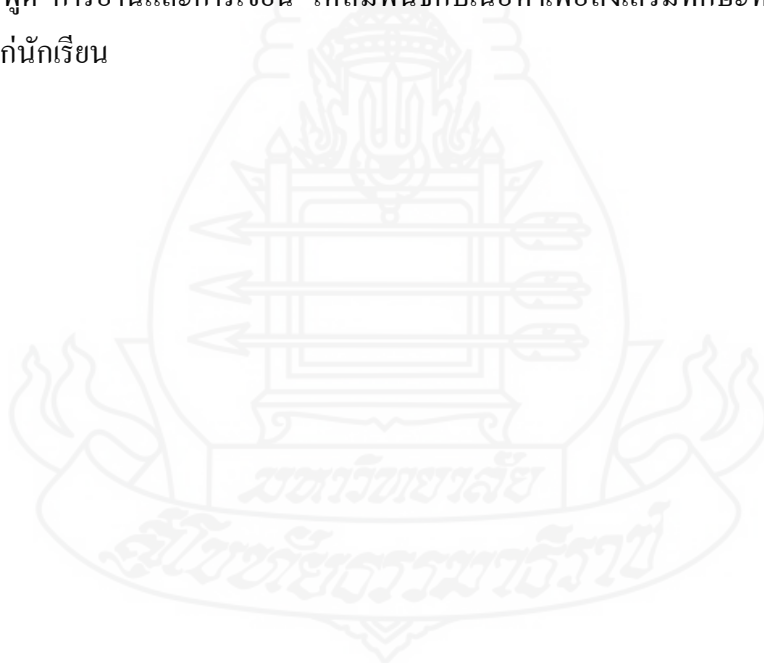 พูด การอ่านและการเขียน ให้สัมพันธ์กับเนื้อหาเพื่อส่งเสริมทักษะ
ก่นักเรียน
มหาวิทยาลัย
สุโขทัยธรรมาธิราช